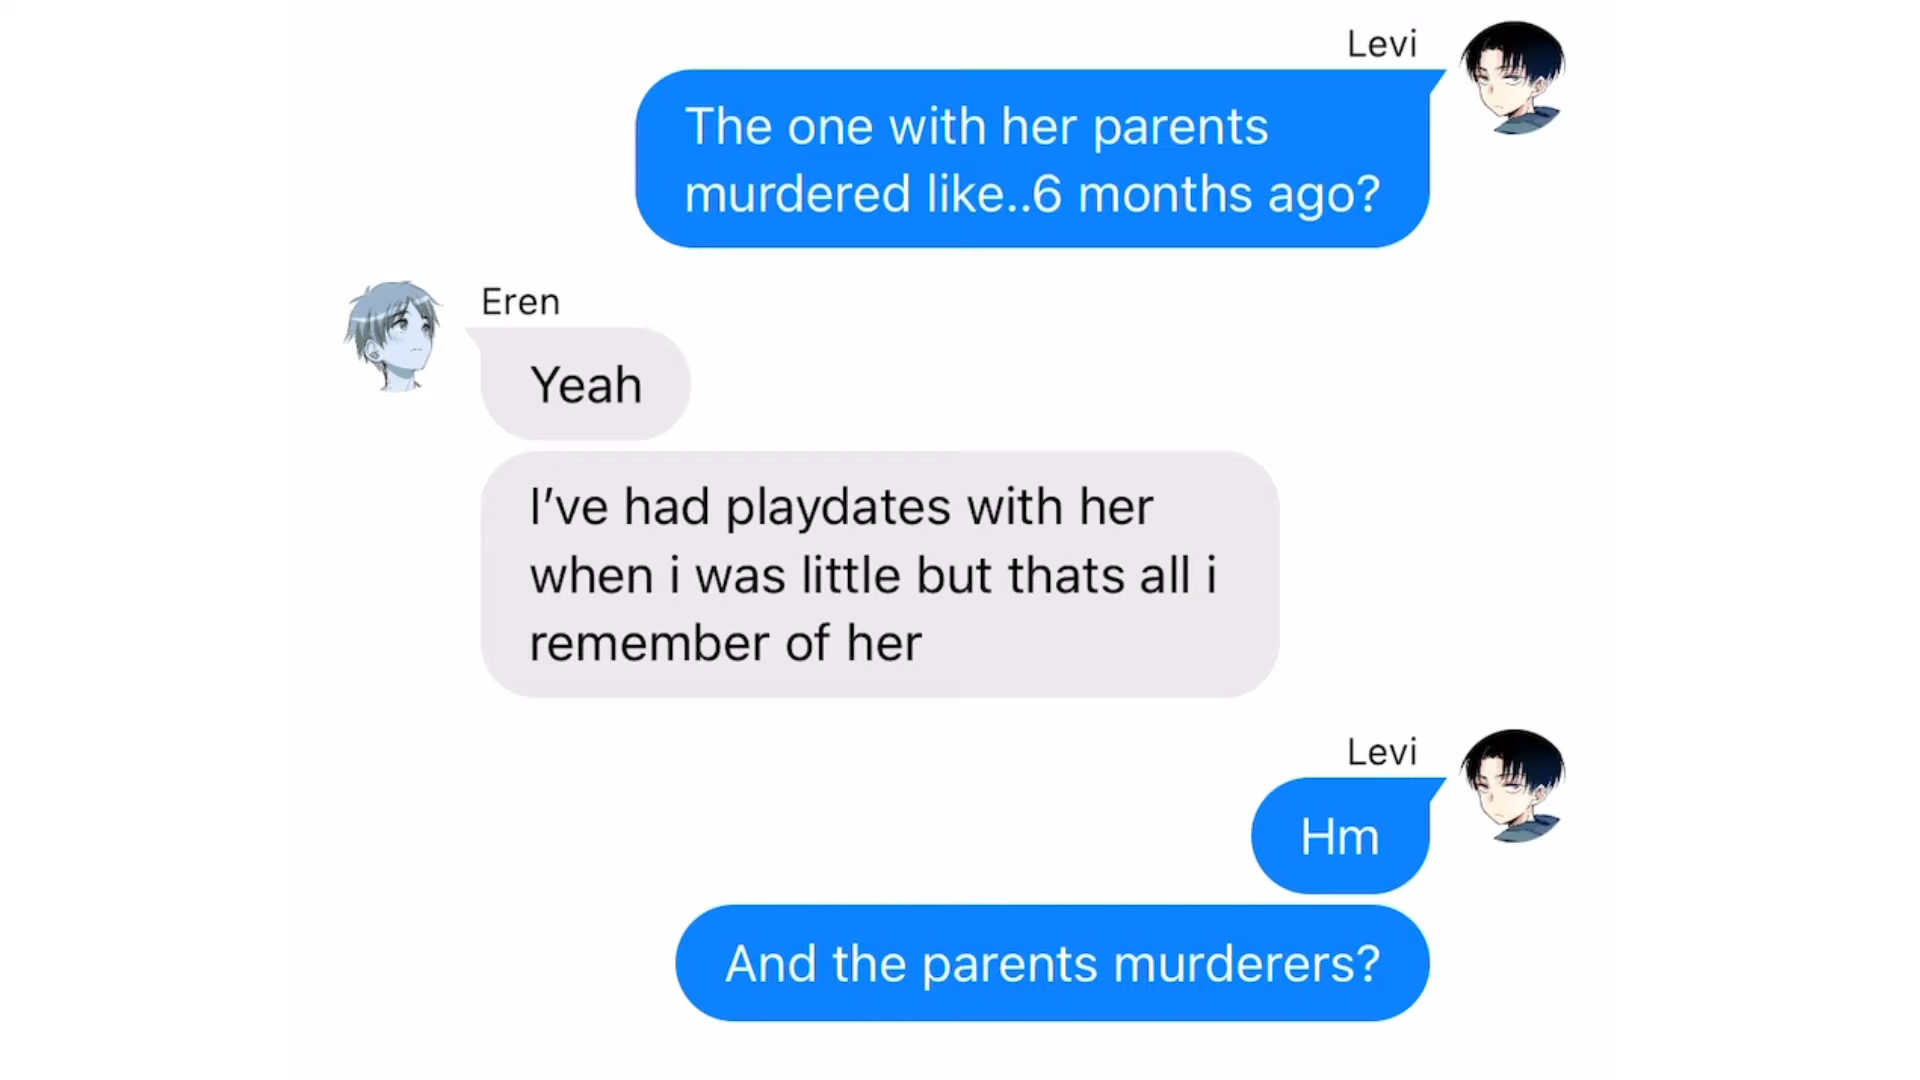 Levi
The one with her parents
murdered like..6 months ago?
Eren
Yeah
I’ve had playdates with her
when i was little but thats all i
remember of her
Levi
Hm
And the parents murderers?